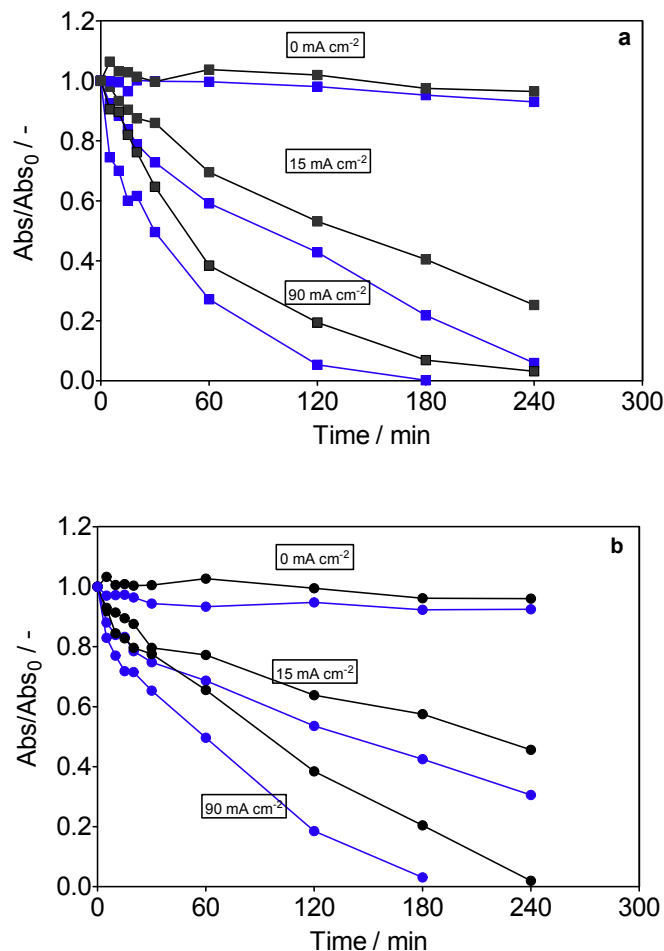 a
0 mA cm⁻²
15 mA cm⁻²
90 mA cm⁻²
1.2
1.0
0.8
0.6
0.4
0.2
0.0
Abs/Abs₀ / -
0 60 120 180 240 300
Time / min
b
0 mA cm⁻²
15 mA cm⁻²
90 mA cm⁻²
1.2
1.0
0.8
0.6
0.4
0.2
0.0
Abs/Abs₀ / -
0 60 120 180 240 300
Time / min